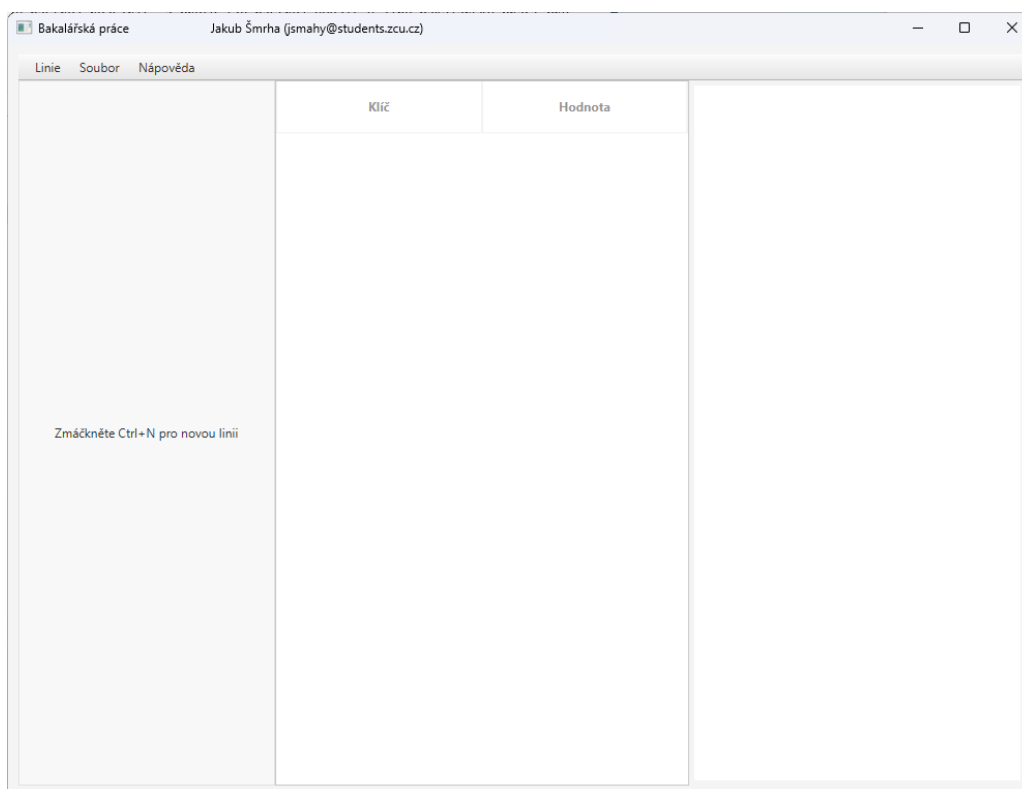 Bakalářská práce Jakub Šmrha (jsmahy@students.zcu.cz)
Linie Soubor Nápověda
Klíč Hodnota
Zmáčkněte Ctrl+N pro novou linii